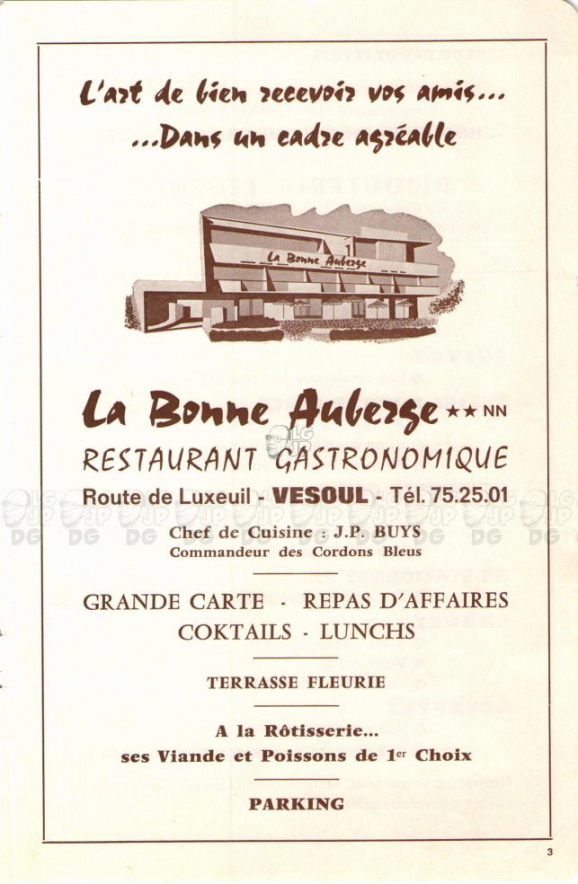 L'art de bien recevoir vos amis...
...Dans un cadre agréable
La Bonne Auberge
La Bonne Auberge ★★ NN
RESTAURANT GASTRONOMIQUE
Route de Luxeuil - VESOUL - Tél. 75.25.01
Chef de Cuisine : J.P. BUYS
Commandeur des Cordons Bleus
GRANDE CARTE - REPAS D'AFFAIRES
COKTAILS - LUNCHS
TERRASSE FLEURIE
A la Rôtisserie...
ses Viande et Poissons de 1er Choix
PARKING
3